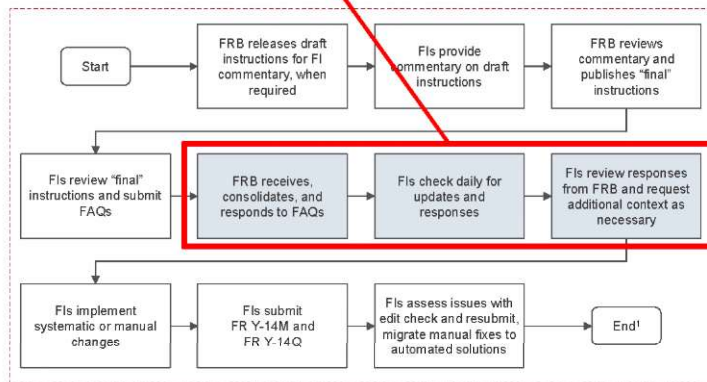 Start
FRB releases draft
instructions for FI
commentary, when
required
FIs provide
commentary on draft
instructions
FRB reviews
commentary and
publishes “final”
instructions
FIs review “final”
instructions and submit
FAQs
FRB receives,
consolidates, and
responds to FAQs
FIs check daily for
updates and
responses
FIs review responses
from FRB and request
additional context as
necessary
FIs implement
systematic or manual
changes
FIs submit
FR Y-14M and
FR Y-14Q
FIs assess issues with
edit check and resubmit,
migrate manual fixes to
automated solutions
End¹